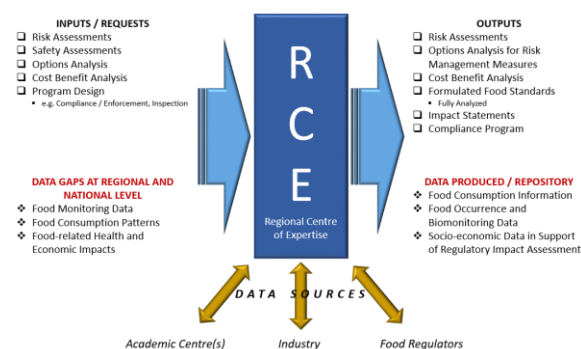 INPUTS / REQUESTS
❑ Risk Assessments
❑ Safety Assessments
❑ Options Analysis
❑ Cost Benefit Analysis
❑ Program Design
▪ e.g. Compliance / Enforcement, Inspection
DATA GAPS AT REGIONAL AND
NATIONAL LEVEL
❖ Food Monitoring Data
❖ Food Consumption Patterns
❖ Food-related Health and
Economic Impacts
R
C
E
Regional Centre
of Expertise
OUTPUTS
❑ Risk Assessments
❑ Options Analysis for Risk
Management Measures
❑ Cost Benefit Analysis
❑ Formulated Food Standards
▪ Fully Analyzed
❑ Impact Statements
❑ Compliance Program
DATA PRODUCED / REPOSITORY
❖ Food Consumption Information
❖ Food Occurrence and
Biomonitoring Data
❖ Socio-economic Data in Support
of Regulatory Impact Assessment
DATA SOURCES
Academic Centre(s)
Industry
Food Regulators